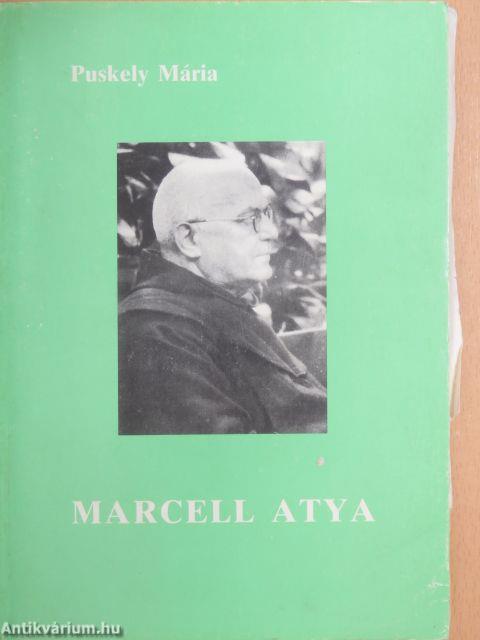 Puskely Mária
MARCELL ATYA
Antikvárium.hu